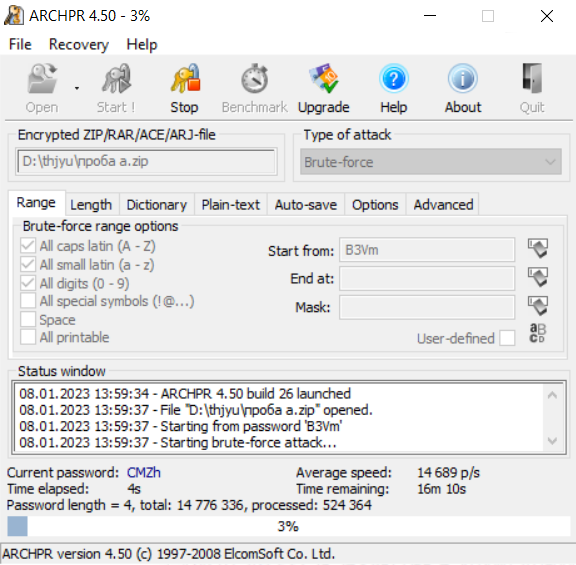 ARCHPR 4.50 - 3%
File Recovery Help
Open Start ! Stop Benchmark Upgrade Help About Quit
Encrypted ZIP/RAR/ACE/ARJ-file
Type of attack
D:\thjyu\проба а.zip
Brute-force
Range Length Dictionary Plain-text Auto-save Options Advanced
Brute-force range options
All caps latin (A - Z)
All small latin (a - z)
All digits (0 - 9)
All special symbols (!@...)
Space
All printable
Start from: B3Vm
End at:
Mask:
User-defined
Status window
08.01.2023 13:59:34 - ARCHPR 4.50 build 26 launched
08.01.2023 13:59:37 - File "D:\thjyu\проба а.zip" opened.
08.01.2023 13:59:37 - Starting from password 'B3Vm'
08.01.2023 13:59:37 - Starting brute-force attack...
Current password: CMZh Average speed: 14 689 p/s
Time elapsed: 4s Time remaining: 16m 10s
Password length = 4, total: 14 776 336, processed: 524 364
3%
ARCHPR version 4.50 (c) 1997-2008 ElcomSoft Co. Ltd.